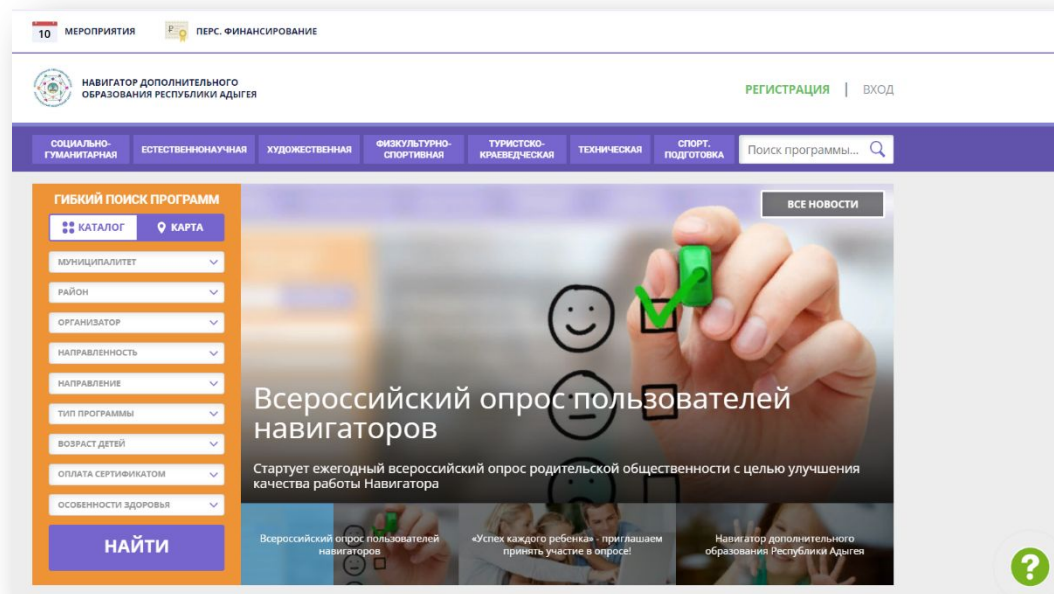 10 МЕРОПРИЯТИЯ
ПЕРС. ФИНАНСИРОВАНИЕ
НАВИГАТОР ДОПОЛНИТЕЛЬНОГО
ОБРАЗОВАНИЯ РЕСПУБЛИКИ АДЫГЕЯ
РЕГИСТРАЦИЯ | ВХОД
СОЦИАЛЬНО-
ГУМАНИТАРНАЯ
ЕСТЕСТВЕННОНАУЧНАЯ
ХУДОЖЕСТВЕННАЯ
ФИЗКУЛЬТУРНО-
СПОРТИВНАЯ
ТУРИСТСКО-
КРАЕВЕДЧЕСКАЯ
ТЕХНИЧЕСКАЯ
СПОРТ.
ПОДГОТОВКА
Поиск программы...
ГИБКИЙ ПОИСК ПРОГРАММ
КАТАЛОГ
КАРТА
МУНИЦИПАЛИТЕТ
РАЙОН
ОРГАНИЗАТОР
НАПРАВЛЕННОСТЬ
НАПРАВЛЕНИЕ
ТИП ПРОГРАММЫ
ВОЗРАСТ ДЕТЕЙ
ОПЛАТА СЕРТИФИКАТОМ
ОСОБЕННОСТИ ЗДОРОВЬЯ
НАЙТИ
ВСЕ НОВОСТИ
Всероссийский опрос пользователей
навигаторов
Стартует ежегодный всероссийский опрос родительской общественности с целью улучшения
качества работы Навигатора
Всероссийский опрос пользователей
навигаторов
«Успех каждого ребенка» - приглашаем
принять участие в опросе!
Навигатор дополнительного
образования Республики Адыгея
?